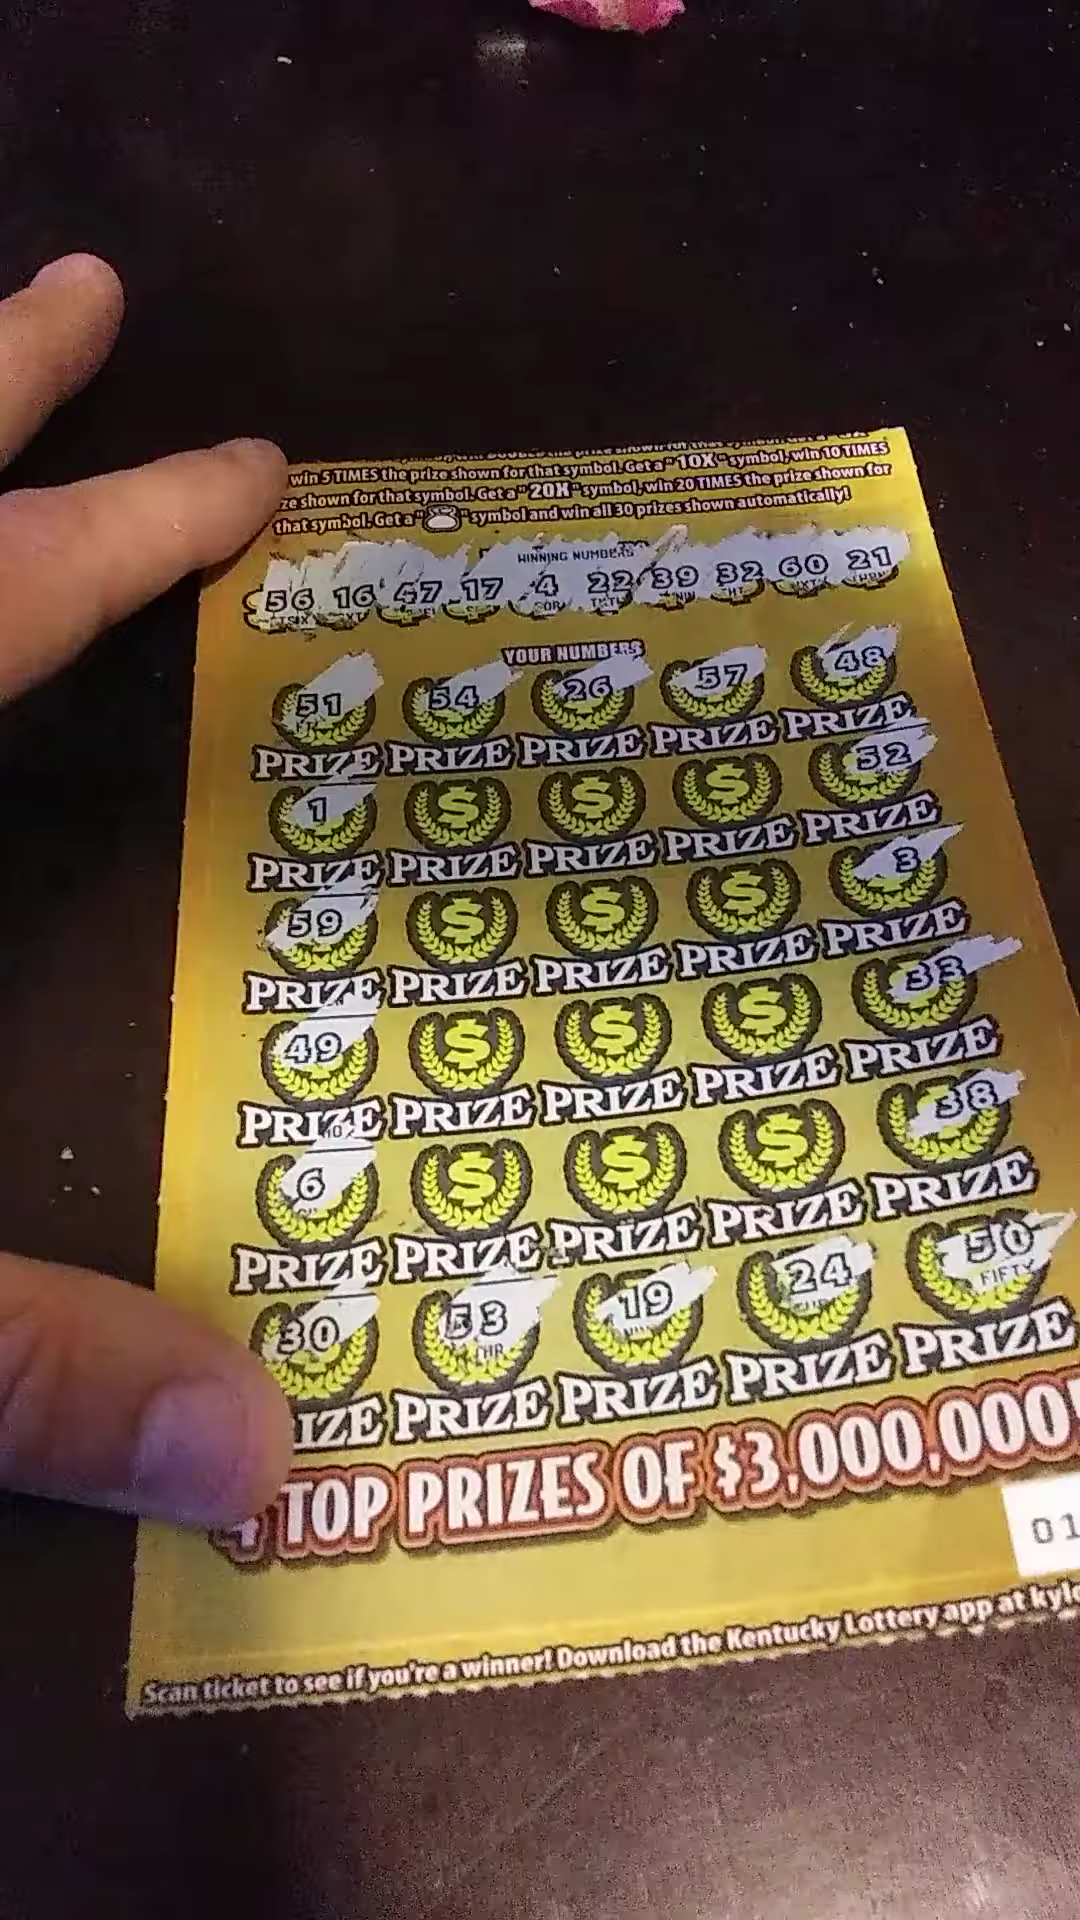 win 5 TIMES the prize shown for that symbol. Get a "10X" symbol, win 10 TIMES
ze shown for that symbol. Get a "20X" symbol, win 20 TIMES the prize shown for
that symbol. Get a " " symbol and win all 30 prizes shown automatically!
WINNING NUMBERS
56 16 47 17 4 22 39 32 60 21
YOUR NUMBERS
51 54 26 57 48
PRIZE PRIZE PRIZE PRIZE PRIZE
1 $ $ $ 52
PRIZE PRIZE PRIZE PRIZE PRIZE
59 $ $ $ 3
PRIZE PRIZE PRIZE PRIZE PRIZE
49 $ $ $ 33
PRIZE PRIZE PRIZE PRIZE PRIZE
6 $ $ $ 38
PRIZE PRIZE PRIZE PRIZE PRIZE
30 53 19 24 50
FIFTY
IZE PRIZE PRIZE PRIZE PRIZE
4 TOP PRIZES OF $3,000,000!
01
Scan ticket to see if you're a winner! Download the Kentucky Lottery app at kylo